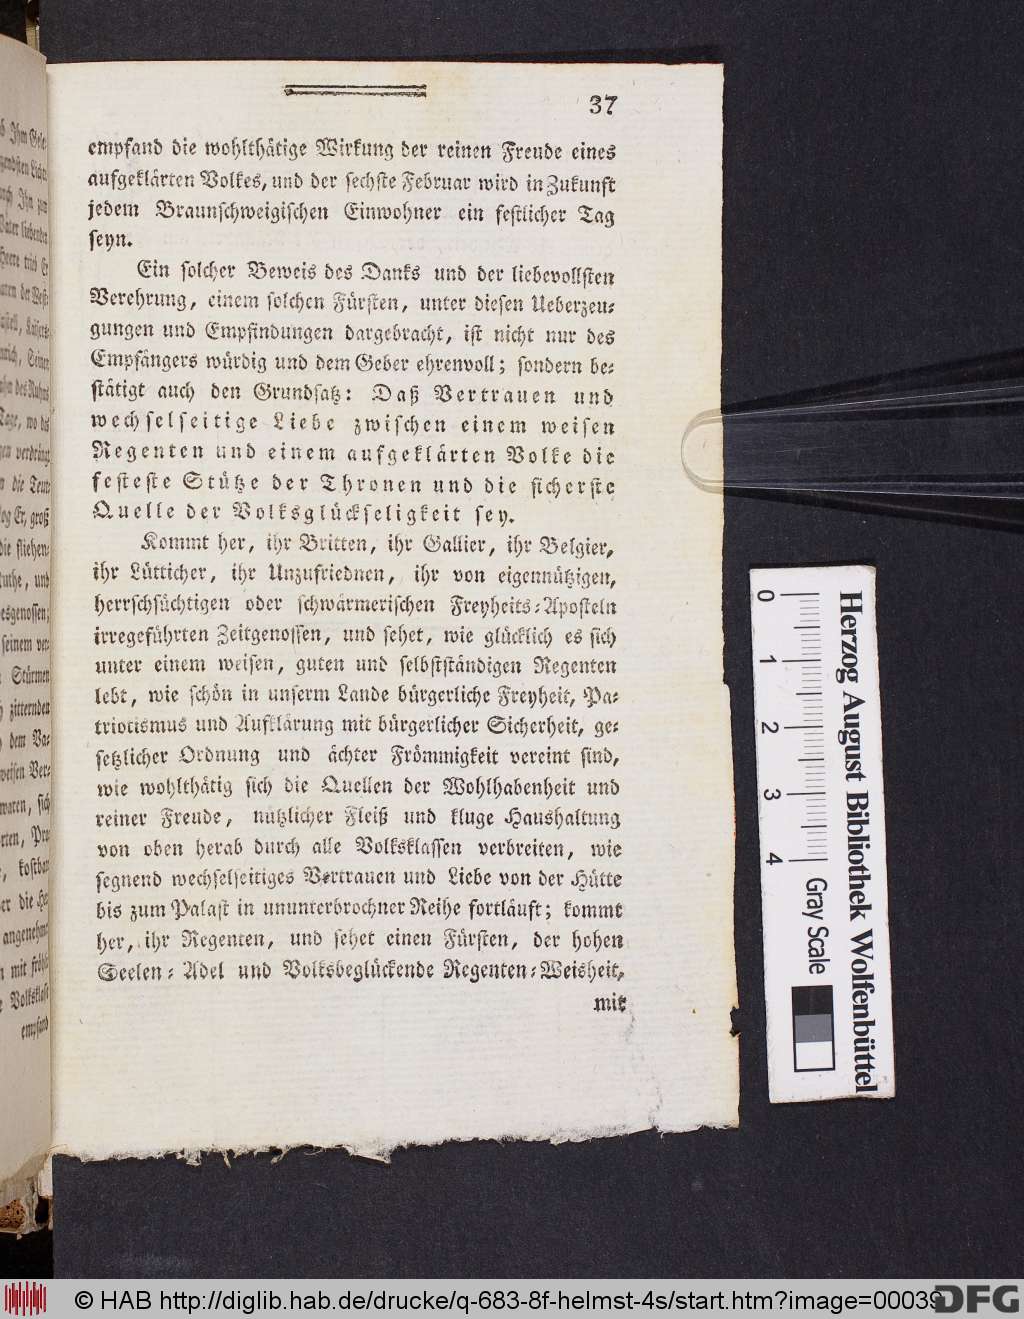 37
empfand die wohlthätige Wirkung der reinen Freude eines
aufgeklärten Volkes, und der sechste Februar wird in Zukunft
jedem Braunschweigischen Einwohner ein festlicher Tag
seyn.
Ein solcher Beweis des Danks und der liebevollsten
Verehrung, einem solchen Fürsten, unter diesen Ueberzeu-
gungen und Empfindungen dargebracht, ist nicht nur des
Empfängers würdig und dem Geber ehrenvoll; sondern be-
stätigt auch den Grundsatz: Daß Vertrauen und
wechselseitige Liebe zwischen einem weisen
Regenten und einem aufgeklärten Volke die
festeste Stütze der Thronen und die sicherste
Quelle der Volksglückseligkeit sey.
Kommt her, ihr Britten, ihr Gallier, ihr Belgier,
ihr Lütticher, ihr Unzufriednen, ihr von eigennützigen,
herrschsüchtigen oder schwärmerischen Freyheits-Aposteln
irregeführten Zeitgenossen, und sehet, wie glücklich es sich
unter einem weisen, guten und selbstständigen Regenten
lebt, wie schön in unserm Lande bürgerliche Freyheit, Pa-
triotismus und Aufklärung mit bürgerlicher Sicherheit, ge-
setzlicher Ordnung und ächter Frömmigkeit vereint sind,
wie wohlthätig sich die Quellen der Wohlhabenheit und
reiner Freude, nützlicher Fleiß und kluge Haushaltung
von oben herab durch alle Volksklassen verbreiten, wie
segnend wechselseitiges Vertrauen und Liebe von der Hütte
bis zum Palast in ununterbrochner Reihe fortläuft; kommt
her, ihr Regenten, und sehet einen Fürsten, der hohen
Seelen-Adel und Volksbeglückende Regenten-Weisheit,
mit
0 1 2 3 4
Herzog August Bibliothek Wolfenbüttel
Gray Scale
© HAB http://diglib.hab.de/drucke/q-683-8f-helmst-4s/start.htm?image=00039
DFG